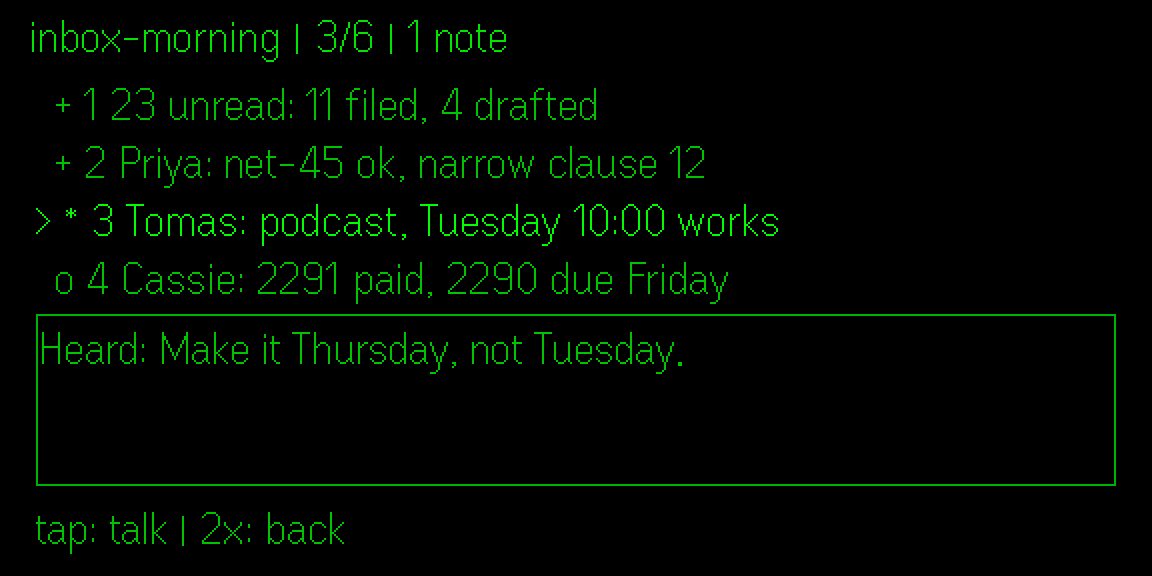 inbox-morning | 3/6 | 1 note
+ 1 23 unread: 11 filed, 4 drafted
+ 2 Priya: net-45 ok, narrow clause 12
> * 3 Tomas: podcast, Tuesday 10:00 works
o 4 Cassie: 2291 paid, 2290 due Friday
Heard: Make it Thursday, not Tuesday.
tap: talk | 2x: back